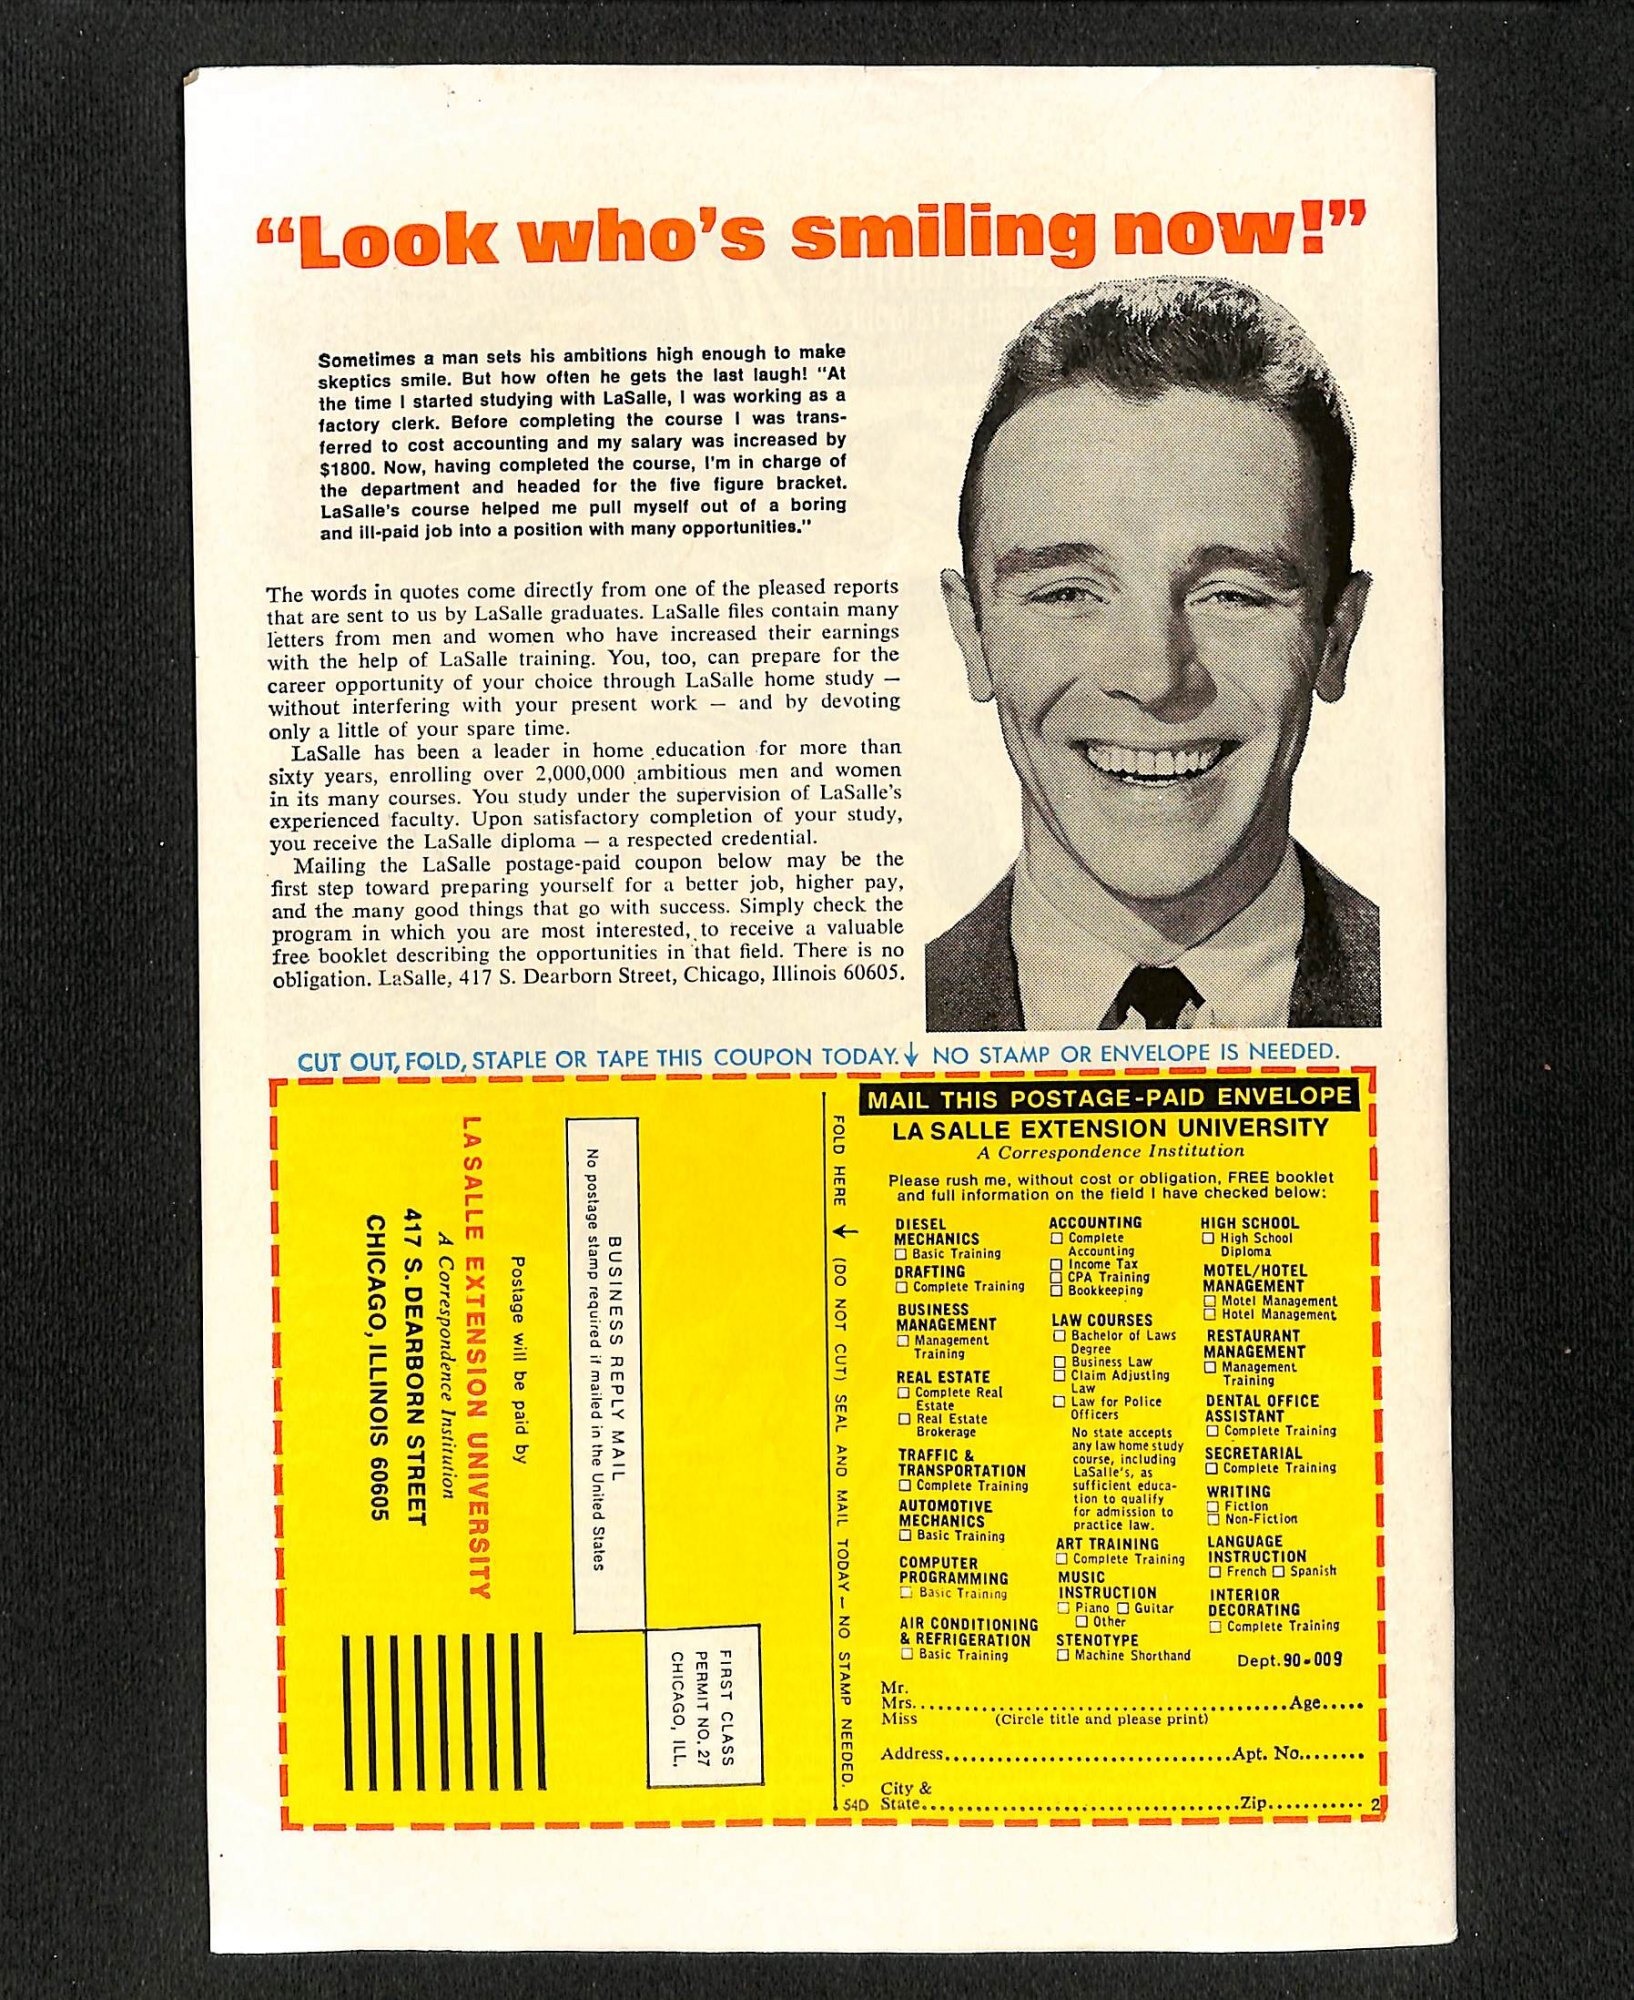 “Look who’s smiling now!”
Sometimes a man sets his ambitions high enough to make
skeptics smile. But how often he gets the last laugh! “At
the time I started studying with LaSalle, I was working as a
factory clerk. Before completing the course I was trans-
ferred to cost accounting and my salary was increased by
$1800. Now, having completed the course, I’m in charge of
the department and headed for the five figure bracket.
LaSalle’s course helped me pull myself out of a boring
and ill-paid job into a position with many opportunities.”
The words in quotes come directly from one of the pleased reports
that are sent to us by LaSalle graduates. LaSalle files contain many
letters from men and women who have increased their earnings
with the help of LaSalle training. You, too, can prepare for the
career opportunity of your choice through LaSalle home study —
without interfering with your present work — and by devoting
only a little of your spare time.
LaSalle has been a leader in home education for more than
sixty years, enrolling over 2,000,000 ambitious men and women
in its many courses. You study under the supervision of LaSalle’s
experienced faculty. Upon satisfactory completion of your study,
you receive the LaSalle diploma — a respected credential.
Mailing the LaSalle postage-paid coupon below may be the
first step toward preparing yourself for a better job, higher pay,
and the many good things that go with success. Simply check the
program in which you are most interested, to receive a valuable
free booklet describing the opportunities in that field. There is no
obligation. LaSalle, 417 S. Dearborn Street, Chicago, Illinois 60605.
CUT OUT, FOLD, STAPLE OR TAPE THIS COUPON TODAY.↓ NO STAMP OR ENVELOPE IS NEEDED.
FIRST CLASS
PERMIT NO. 27
CHICAGO, ILL.
BUSINESS REPLY MAIL
No postage stamp required if mailed in the United States
Postage will be paid by
LA SALLE EXTENSION UNIVERSITY
A Correspondence Institution
417 S. DEARBORN STREET
CHICAGO, ILLINOIS 60605
FOLD HERE (DO NOT CUT) SEAL AND MAIL TODAY — NO STAMP NEEDED.
MAIL THIS POSTAGE-PAID ENVELOPE
LA SALLE EXTENSION UNIVERSITY
A Correspondence Institution
Please rush me, without cost or obligation, FREE booklet
and full information on the field I have checked below:
DIESEL
MECHANICS
☐ Basic Training
DRAFTING
☐ Complete Training
BUSINESS
MANAGEMENT
☐ Management
Training
REAL ESTATE
☐ Complete Real
Estate
☐ Real Estate
Brokerage
TRAFFIC &
TRANSPORTATION
☐ Complete Training
AUTOMOTIVE
MECHANICS
☐ Basic Training
COMPUTER
PROGRAMMING
☐ Basic Training
AIR CONDITIONING
& REFRIGERATION
☐ Basic Training
ACCOUNTING
☐ Complete
Accounting
☐ Income Tax
☐ CPA Training
☐ Bookkeeping
LAW COURSES
☐ Bachelor of Laws
Degree
☐ Business Law
☐ Claim Adjusting
Law
☐ Law for Police
Officers
No state accepts
any law home study
course, including
LaSalle’s, as
sufficient educa-
tion to qualify
for admission to
practice law.
ART TRAINING
☐ Complete Training
MUSIC
INSTRUCTION
☐ Piano ☐ Guitar
☐ Other
STENOTYPE
☐ Machine Shorthand
HIGH SCHOOL
☐ High School
Diploma
MOTEL/HOTEL
MANAGEMENT
☐ Motel Management
☐ Hotel Management
RESTAURANT
MANAGEMENT
☐ Management
Training
DENTAL OFFICE
ASSISTANT
☐ Complete Training
SECRETARIAL
☐ Complete Training
WRITING
☐ Fiction
☐ Non-Fiction
LANGUAGE
INSTRUCTION
☐ French ☐ Spanish
INTERIOR
DECORATING
☐ Complete Training
Dept. 90-009
Mr.
Mrs. Age
Miss (Circle title and please print)
Address Apt. No.
City &
54D State Zip 2